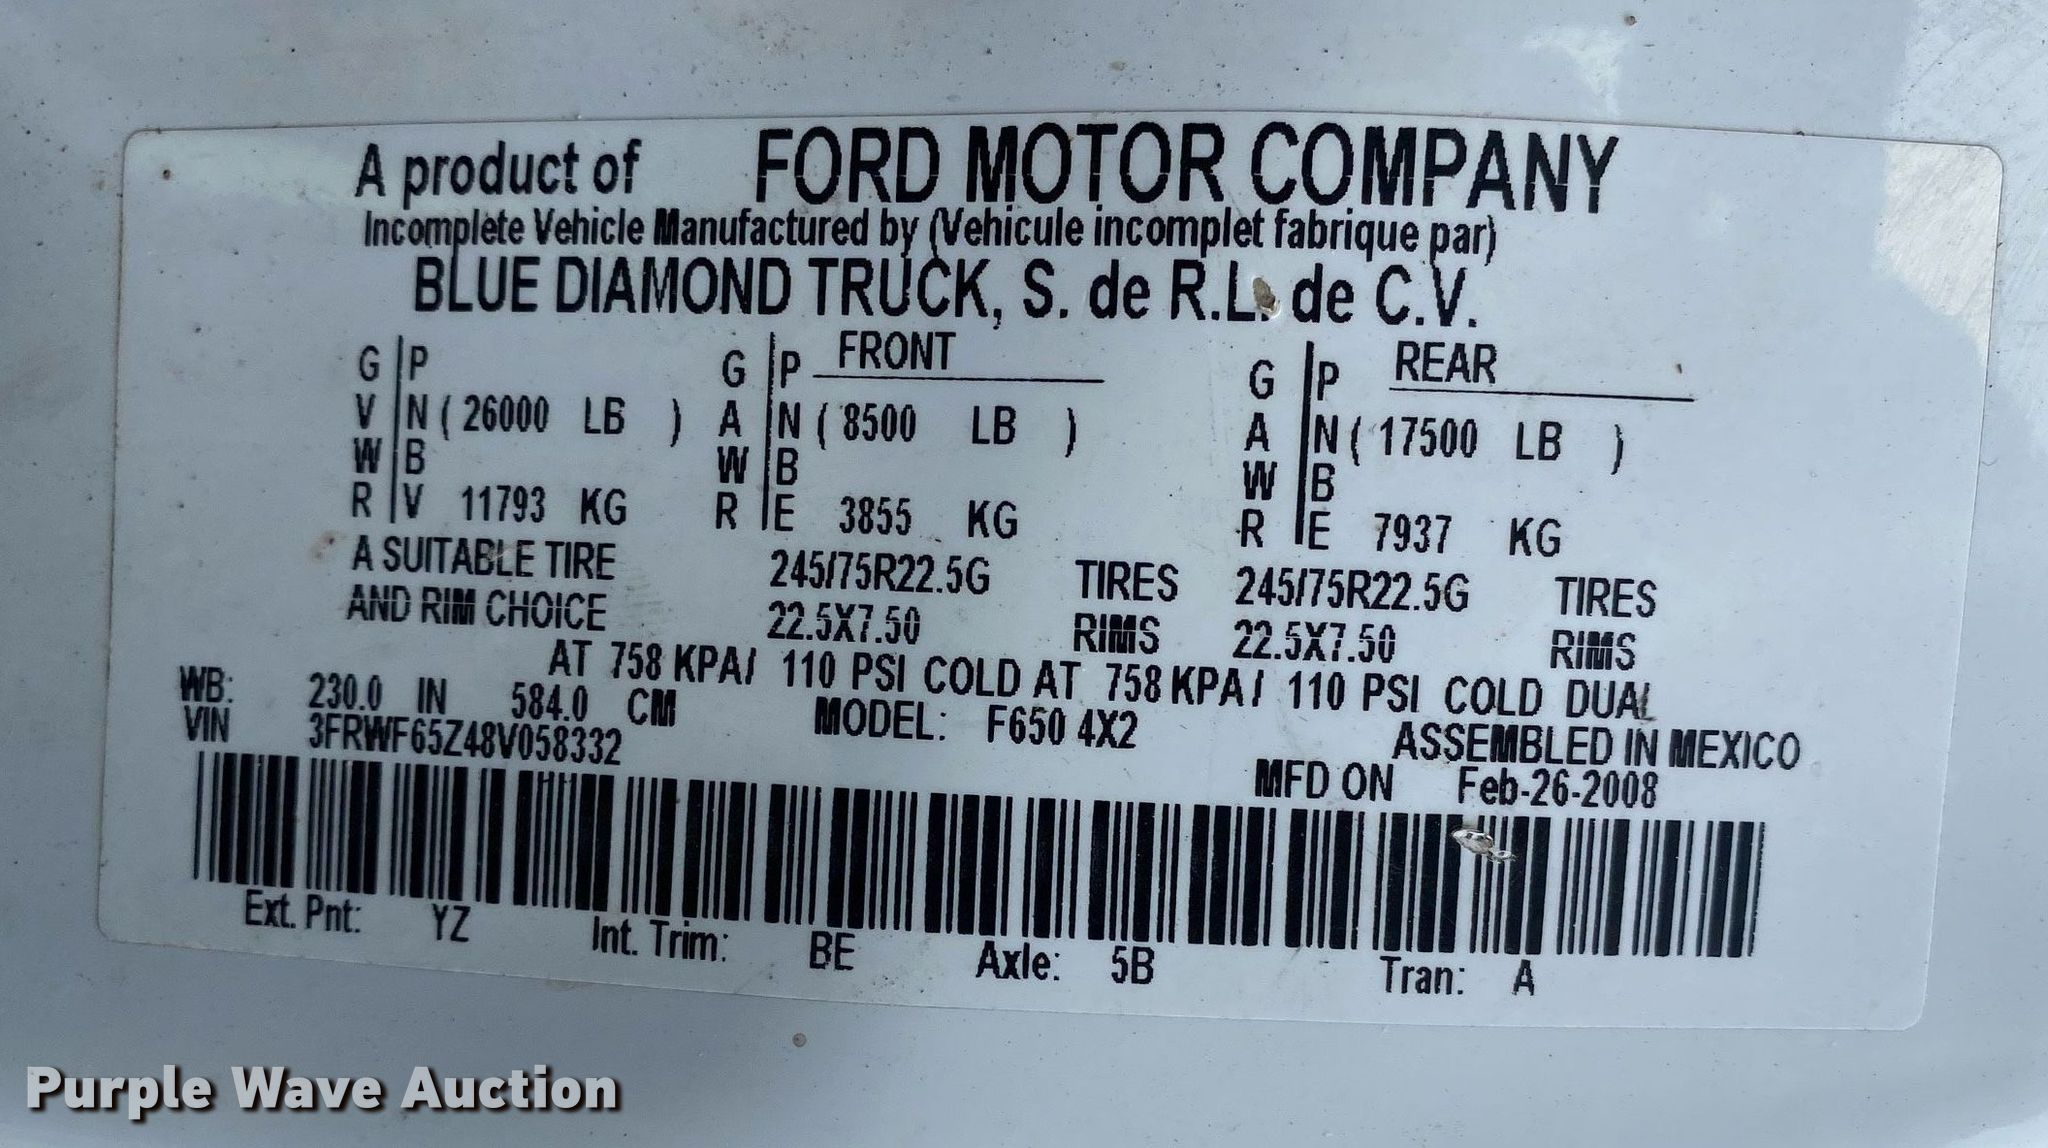 A product of FORD MOTOR COMPANY
Incomplete Vehicle Manufactured by (Vehicule incomplet fabrique par)
BLUE DIAMOND TRUCK, S. de R.L. de C.V.
G P G P FRONT G P REAR
V N ( 26000 LB ) A N ( 8500 LB ) A N ( 17500 LB )
W B W B W B
R V 11793 KG R E 3855 KG R E 7937 KG
A SUITABLE TIRE 245/75R22.5G TIRES 245/75R22.5G TIRES
AND RIM CHOICE 22.5X7.50 RIMS 22.5X7.50 RIMS
AT 758 KPA/ 110 PSI COLD AT 758 KPA/ 110 PSI COLD DUAL
WB: 230.0 IN 584.0 CM MODEL: F650 4X2 ASSEMBLED IN MEXICO
VIN 3FRWF65Z48V058332 MFD ON Feb-26-2008
Ext. Pnt: YZ Int. Trim: BE Axle: 5B Tran: A
Purple Wave Auction